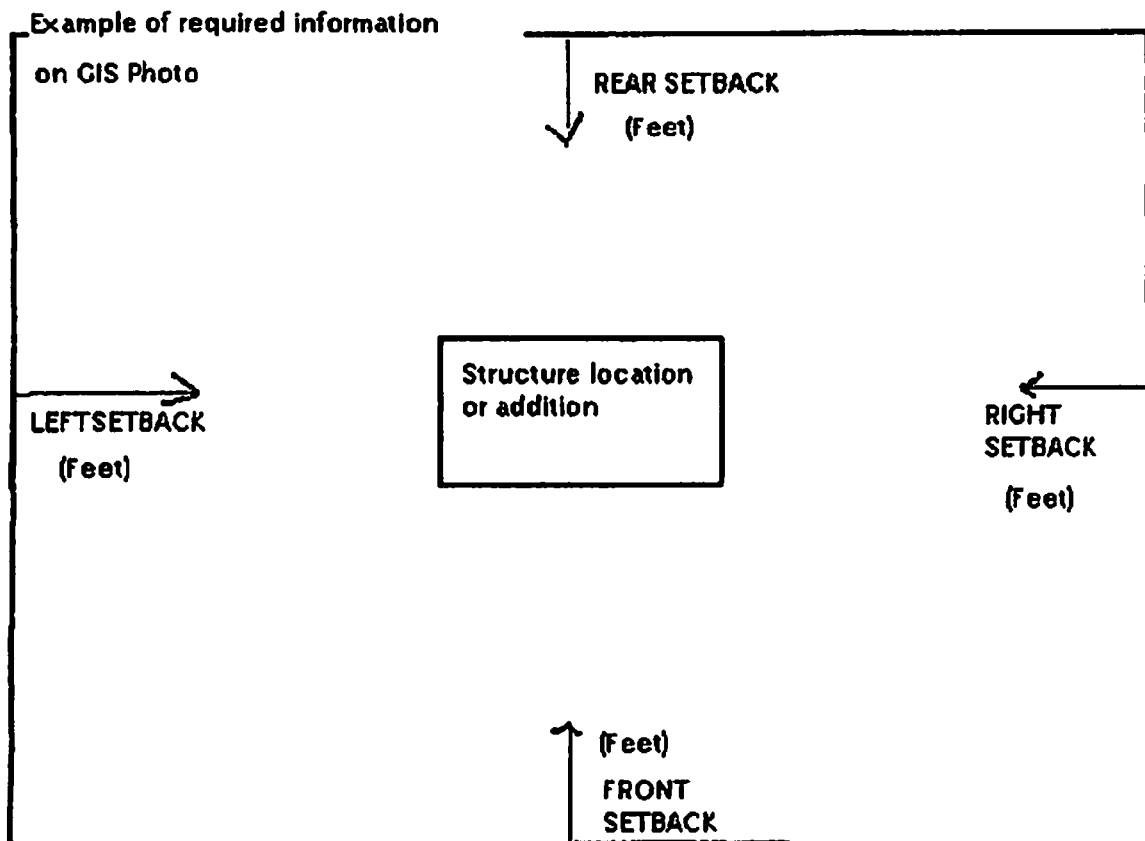 Example of required information
on GIS Photo
REAR SETBACK
(Feet)
Structure location
or addition
LEFTSETBACK
(Feet)
RIGHT
SETBACK
(Feet)
(Feet)
FRONT
SETBACK